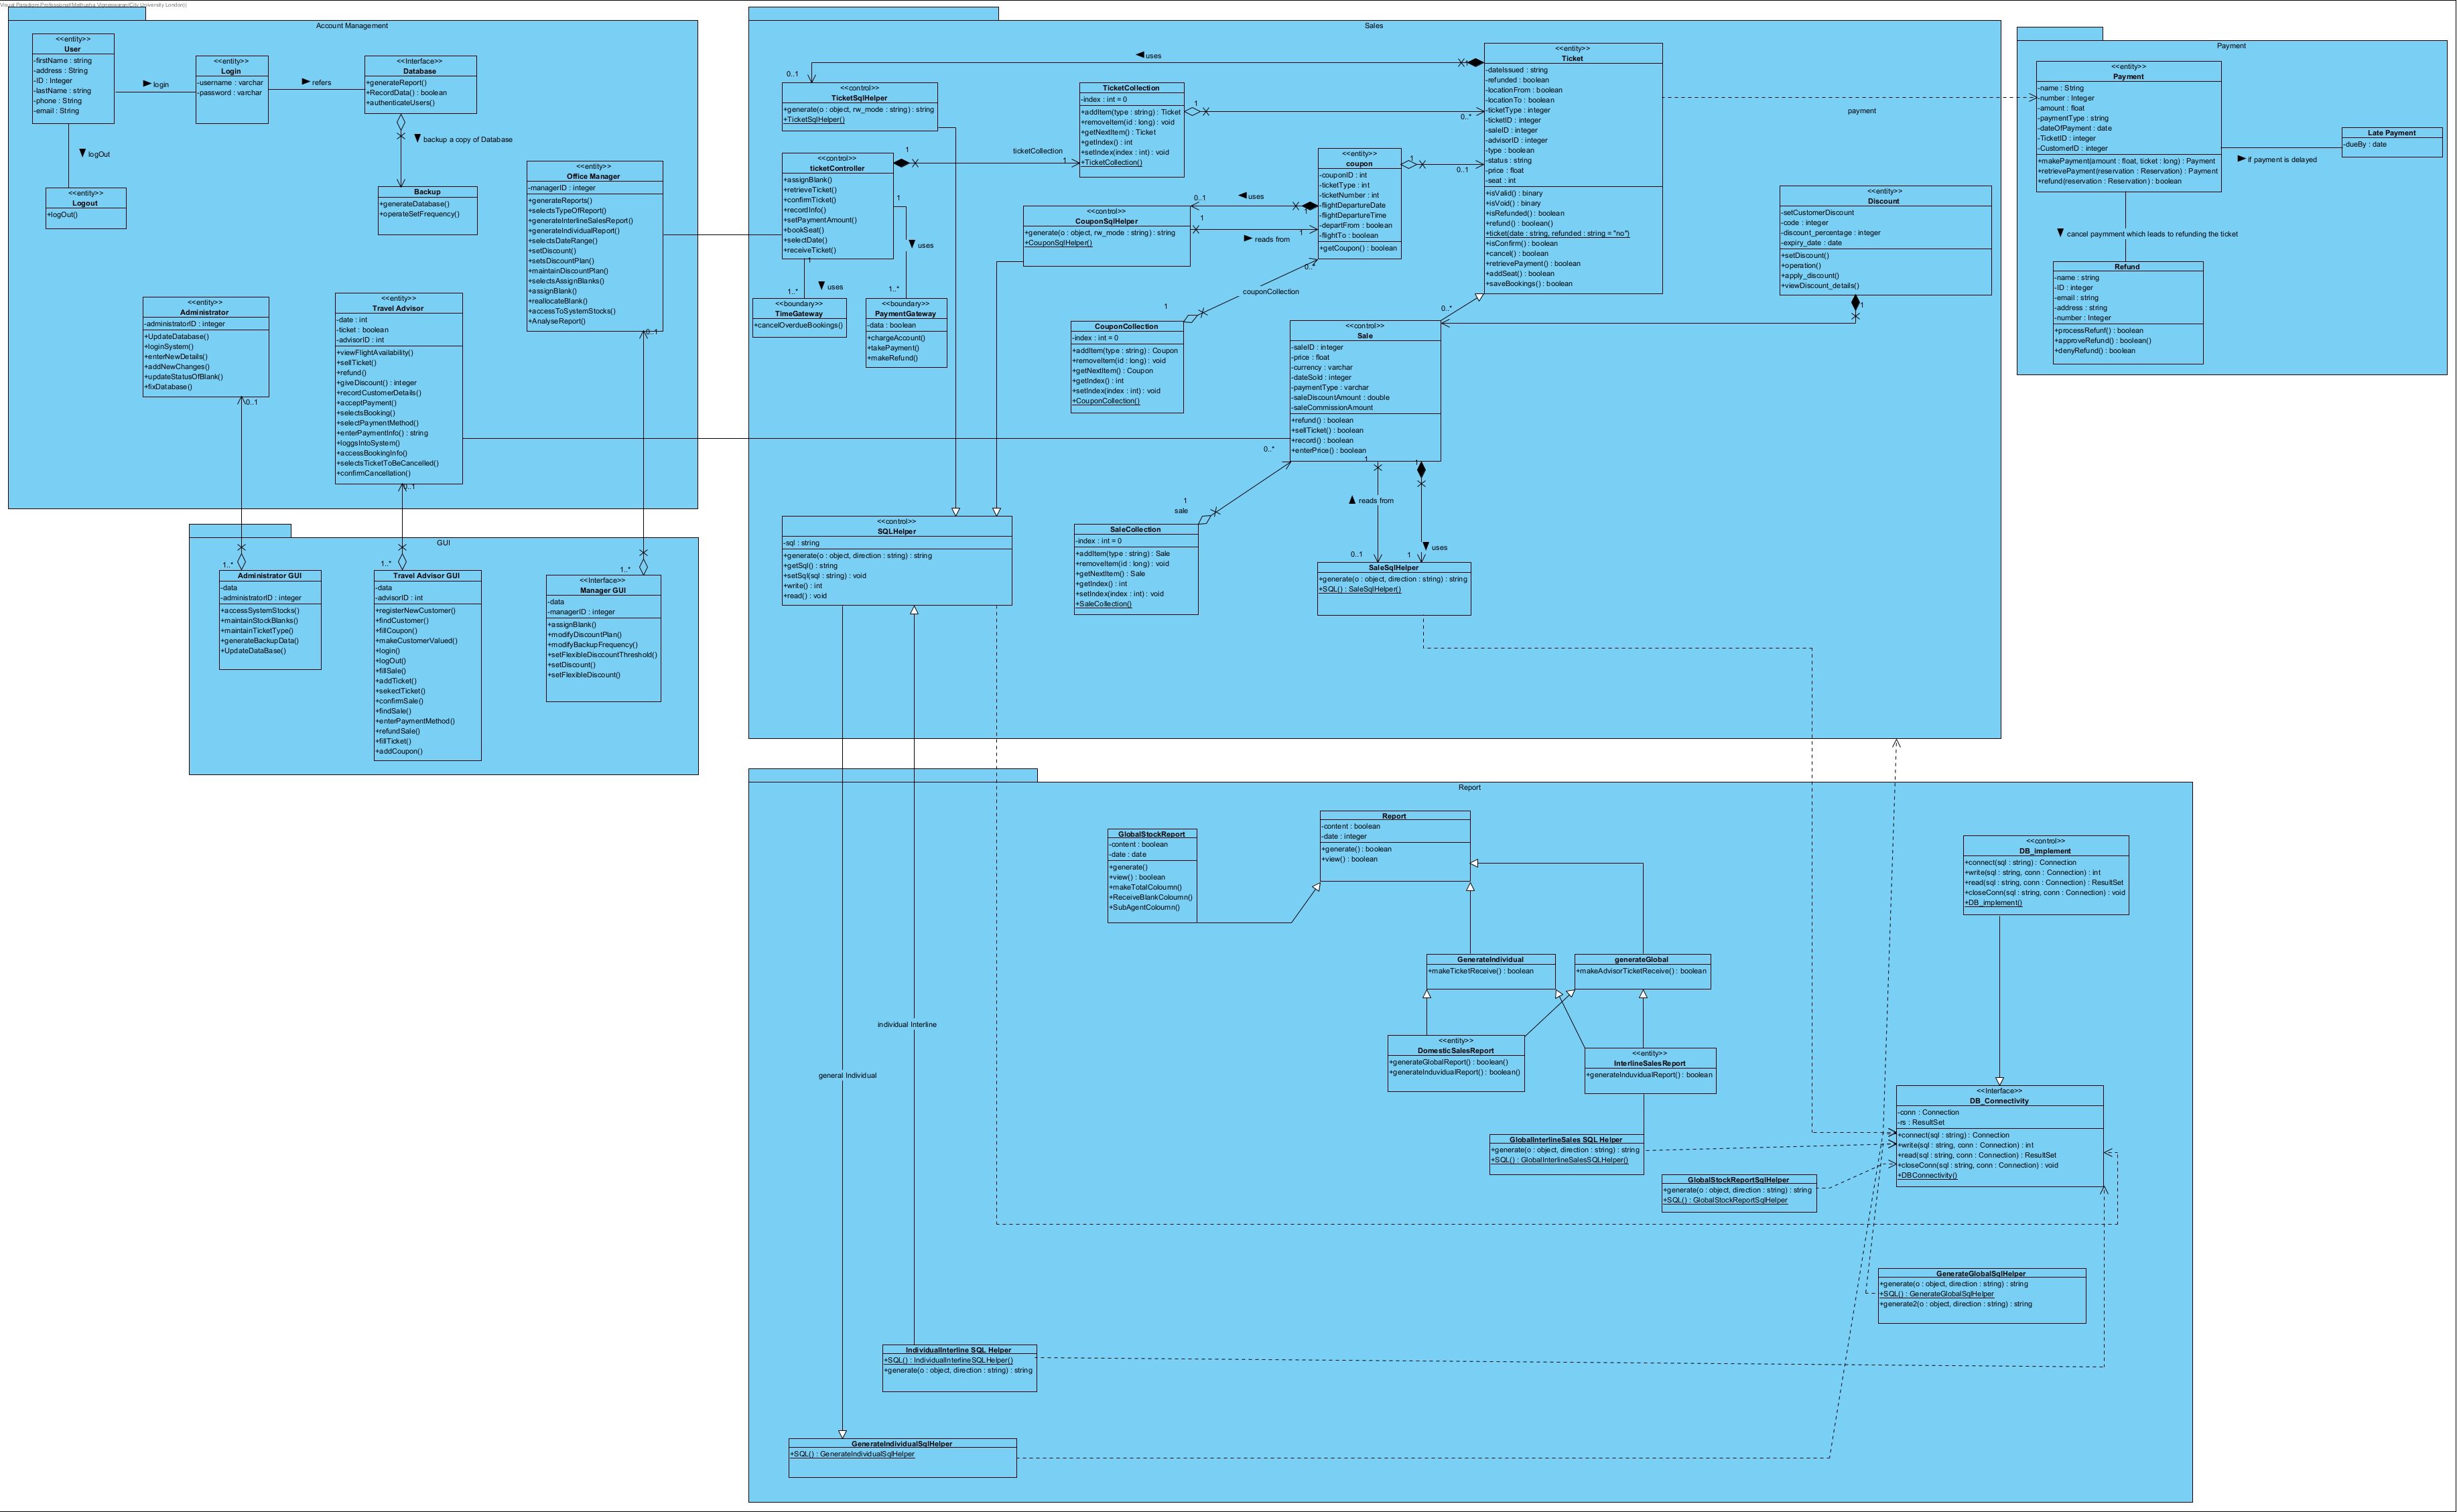 Visual Paradigm Professional(Methusha Vigneswaran(City University London))
Account Management
<<entity>>
User
-firstName : string
-address : String
-ID : Integer
-lastName : string
-phone : String
-email : String
login
<<entity>>
Login
-username : varchar
-password : varchar
refers
<<Interface>>
Database
+generateReport()
+RecordData() : boolean
+authenticateUsers()
logOut
<<entity>>
Logout
+logOut()
backup a copy of Database
Backup
+generateDatabase()
+operateSetFrequency()
<<entity>>
Office Manager
-managerID : integer
+generateReports()
+selectsTypeOfReport()
+generateInterlineSalesReport()
+generateIndividualReport()
+selectsDateRange()
+setDiscount()
+setsDiscountPlan()
+maintainDiscountPlan()
+selectsAssignBlanks()
+assignBlank()
+reallocateBlank()
+accessToSystemStocks()
+AnalyseReport()
0..1
<<entity>>
Administrator
-administratorID : integer
+UpdateDatabase()
+loginSystem()
+enterNewDetails()
+addNewChanges()
+updateStatusOfBlank()
+fixDatabase()
0..1
<<entity>>
Travel Advisor
-date : int
-ticket : boolean
-advisorID : int
+viewFlightAvailability()
+sellTicket()
+refund()
+giveDiscount() : integer
+recordCustomerDetails()
+acceptPayment()
+selectsBooking()
+selectPaymentMethod()
+enterPaymentInfo() : string
+loggsIntoSystem()
+accessBookingInfo()
+selectsTicketToBeCancelled()
+confirmCancellation()
0..1
GUI
1..*
Administrator GUI
-data
-administratorID : integer
+accessSystemStocks()
+maintainStockBlanks()
+maintainTicketType()
+generateBackupData()
+UpdateDataBase()
1..*
Travel Advisor GUI
-data
-advisorID : int
+registerNewCustomer()
+findCustomer()
+fillCoupon()
+makeCustomerValued()
+login()
+logOut()
+fillSale()
+addTicket()
+sekectTicket()
+confirmSale()
+findSale()
+enterPaymentMethod()
+refundSale()
+fillTicket()
+addCoupon()
1..*
<<Interface>>
Manager GUI
-data
-managerID : integer
+assignBlank()
+modifyDiscountPlan()
+modifyBackupFrequency()
+setFlexibleDisccountThreshold()
+setDiscount()
+setFlexibleDiscount()
Sales
uses
0..1
<<control>>
TicketSqlHelper
+generate(o : object, rw_mode : string) : string
+TicketSqlHelper()
<<control>>
ticketController
+assignBlank()
+retrieveTicket()
+confirmTicket()
+recordInfo()
+setPaymentAmount()
+bookSeat()
+selectDate()
+receiveTicket()
1
ticketCollection
1
1
uses
1
uses
1..*
1..*
<<boundary>>
TimeGateway
+cancelOverdueBookings()
<<boundary>>
PaymentGateway
-data : boolean
+chargeAccount()
+takePayment()
+makeRefund()
TicketCollection
-index : int = 0
+addItem(type : string) : Ticket
+removeItem(id : long) : void
+getNextItem() : Ticket
+getIndex() : int
+setIndex(index : int) : void
+TicketCollection()
1
0..*
<<control>>
CouponSqlHelper
+generate(o : object, rw_mode : string) : string
+CouponSqlHelper()
0..1
uses
1
1
reads from
1
<<entity>>
coupon
-couponID : int
-ticketType : int
-ticketNumber : int
-flightDepartureDate
-flightDepartureTime
-departFrom : boolean
-flightTo : boolean
+getCoupon() : boolean
1
0..1
0..*
couponCollection
1
CouponCollection
-index : int = 0
+addItem(type : string) : Coupon
+removeItem(id : long) : void
+getNextItem() : Coupon
+getIndex() : int
+setIndex(index : int) : void
+CouponCollection()
<<entity>>
Ticket
-dateIssued : string
-refunded : boolean
-locationFrom : boolean
-locationTo : boolean
-ticketType : integer
-ticketID : integer
-saleID : integer
-advisorID : integer
-type : boolean
-status : string
-price : float
-seat : int
+isValid() : binary
+isVoid() : binary
+isRefunded() : boolean
+refund() : boolean
+ticket(date : string, refunded : string = "no")
+isConfirm() : boolean
+cancel() : boolean
+retrievePayment() : boolean
+addSeat() : boolean
+saveBookings() : boolean
payment
<<entity>>
Discount
-setCustomerDiscount
-code : integer
-discount_percentage : integer
-expiry_date : date
+setDiscount()
+operation()
+apply_discount()
+viewDiscount_details()
1
0..*
<<control>>
Sale
-saleID : integer
-price : float
-currency : varchar
-dateSold : integer
-paymentType : varchar
-saleDiscountAmount : double
-saleCommissionAmount
+refund() : boolean
+sellTicket() : boolean
+record() : boolean
+enterPrice() : boolean
0..*
1
1
reads from
1
sale
SaleCollection
-index : int = 0
+addItem(type : string) : Sale
+removeItem(id : long) : void
+getNextItem() : Sale
+getIndex() : int
+setIndex(index : int) : void
+SaleCollection()
0..1
1
uses
SaleSqlHelper
+generate(o : object, direction : string) : string
+SQL() : SaleSqlHelper()
<<control>>
SQLHelper
-sql : string
+generate(o : object, direction : string) : string
+getSql() : string
+setSql(sql : string) : void
+write() : int
+read() : void
Payment
<<entity>>
Payment
-name : String
-number : Integer
-amount : float
-paymentType : string
-dateOfPayment : date
-TicketID : integer
-CustomerID : integer
+makePayment(amount : float, ticket : long) : Payment
+retrievePayment(reservation : Reservation) : Payment
+refund(reservation : Reservation) : boolean
if payment is delayed
Late Payment
-dueBy : date
cancel paymment which leads to refunding the ticket
Refund
-name : string
-ID : integer
-email : string
-address : string
-number : Integer
+processRefunf() : boolean
+approveRefund() : boolean()
+denyRefund() : boolean
Report
GlobalStockReport
-content : boolean
-date : date
+generate()
+view() : boolean
+makeTotalColoumn()
+ReceiveBlankColoumn()
+SubAgentColoumn()
Report
-content : boolean
-date : integer
+generate() : boolean
+view() : boolean
<<control>>
DB_implement
+connect(sql : string) : Connection
+write(sql : string, conn : Connection) : int
+read(sql : string, conn : Connection) : ResultSet
+closeConn(sql : string, conn : Connection) : void
+DB_implement()
GenerateIndividual
+makeTicketReceive() : boolean
generateGlobal
+makeAdvisorTicketReceive() : boolean
individual Interline
general Individual
<<entity>>
DomesticSalesReport
+generateGlobalReport() : boolean()
+generateInduvidualReport() : boolean()
<<entity>>
InterlineSalesReport
+generateInduvidualReport() : boolean
<<Interface>>
DB_Connectivity
-conn : Connection
-rs : ResultSet
+connect(sql : string) : Connection
+write(sql : string, conn : Connection) : int
+read(sql : string, conn : Connection) : ResultSet
+closeConn(sql : string, conn : Connection) : void
+DBConnectivity()
GlobalInterlineSales SQL Helper
+generate(o : object, direction : string) : string
+SQL() : GlobalInterlineSalesSQLHelper()
GlobalStockReportSqlHelper
+generate(o : object, direction : string) : string
+SQL() : GlobalStockReportSqlHelper
GenerateGlobalSqlHelper
+generate(o : object, direction : string) : string
+SQL() : GenerateGlobalSqlHelper
+generate2(o : object, direction : string) : string
IndividualInterline SQL Helper
+SQL() : IndividualInterlineSQLHelper()
+generate(o : object, direction : string) : string
GenerateIndividualSqlHelper
+SQL() : GenerateIndividualSqlHelper